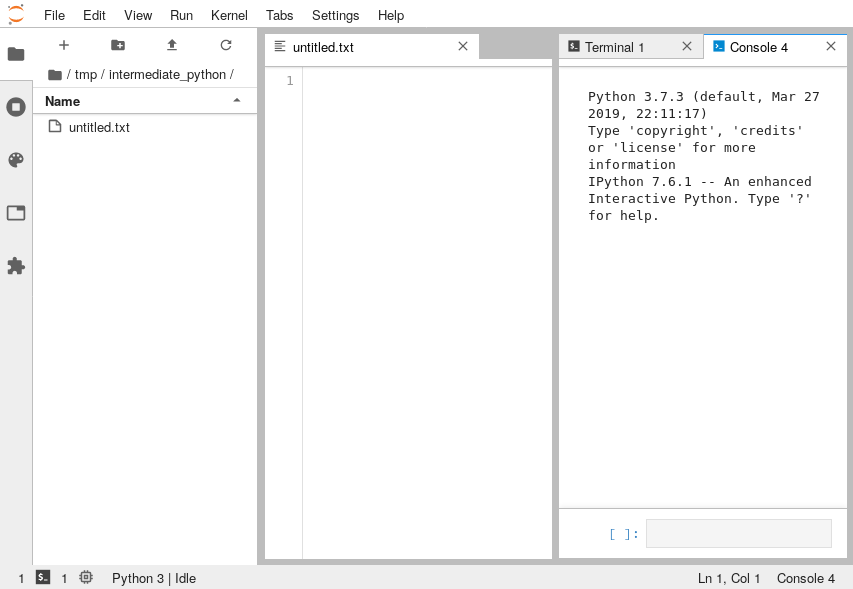 File Edit View Run Kernel Tabs Settings Help
/ tmp / intermediate_python /
Name
untitled.txt
untitled.txt
1
Terminal 1
Console 4
Python 3.7.3 (default, Mar 27
2019, 22:11:17)
Type 'copyright', 'credits'
or 'license' for more
information
IPython 7.6.1 -- An enhanced
Interactive Python. Type '?'
for help.
[ ]:
1 $_ 1 Python 3 | Idle
Ln 1, Col 1 Console 4